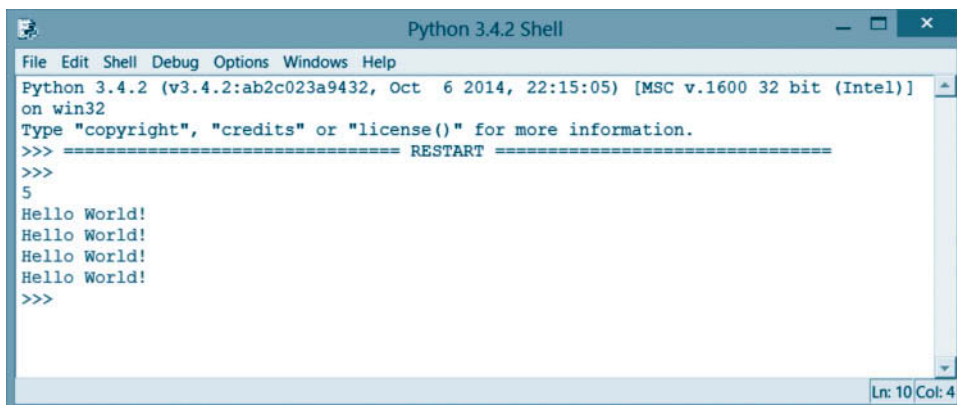 Python 3.4.2 Shell
File Edit Shell Debug Options Windows Help
Python 3.4.2 (v3.4.2:ab2c023a9432, Oct  6 2014, 22:15:05) [MSC v.1600 32 bit (Intel)]
on win32
Type "copyright", "credits" or "license()" for more information.
>>> ================================ RESTART ================================
>>>
5
Hello World!
Hello World!
Hello World!
Hello World!
>>>
Ln: 10 Col: 4